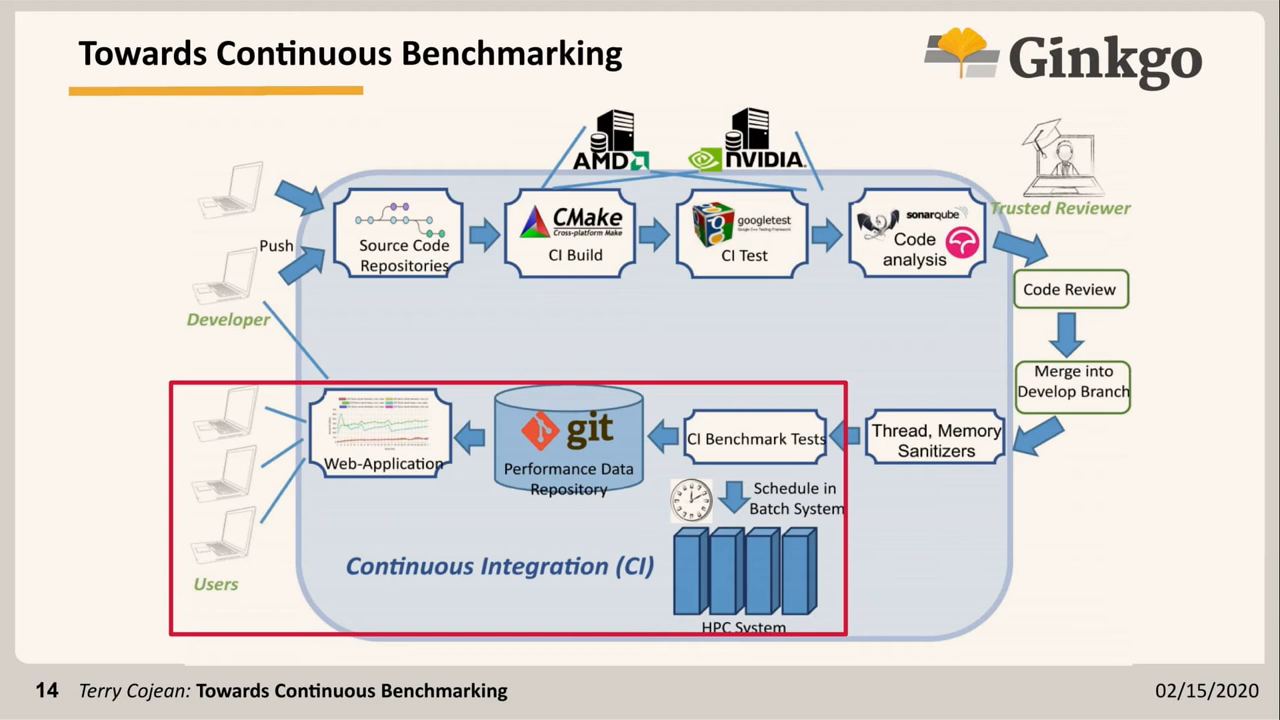 Towards Continuous Benchmarking
Ginkgo
AMD
NVIDIA.
Trusted Reviewer
Push
Source Code
Repositories
CMake
Cross-platform Make
CI Build
googletest
Google C++ Testing Framework
CI Test
sonarqube
Code
analysis
Code Review
Developer
Merge into
Develop Branch
Web-Application
git
Performance Data
Repository
CI Benchmark Tests
Thread, Memory
Sanitizers
Schedule in
Batch System
Continuous Integration (CI)
Users
HPC System
14 Terry Cojean: Towards Continuous Benchmarking
02/15/2020